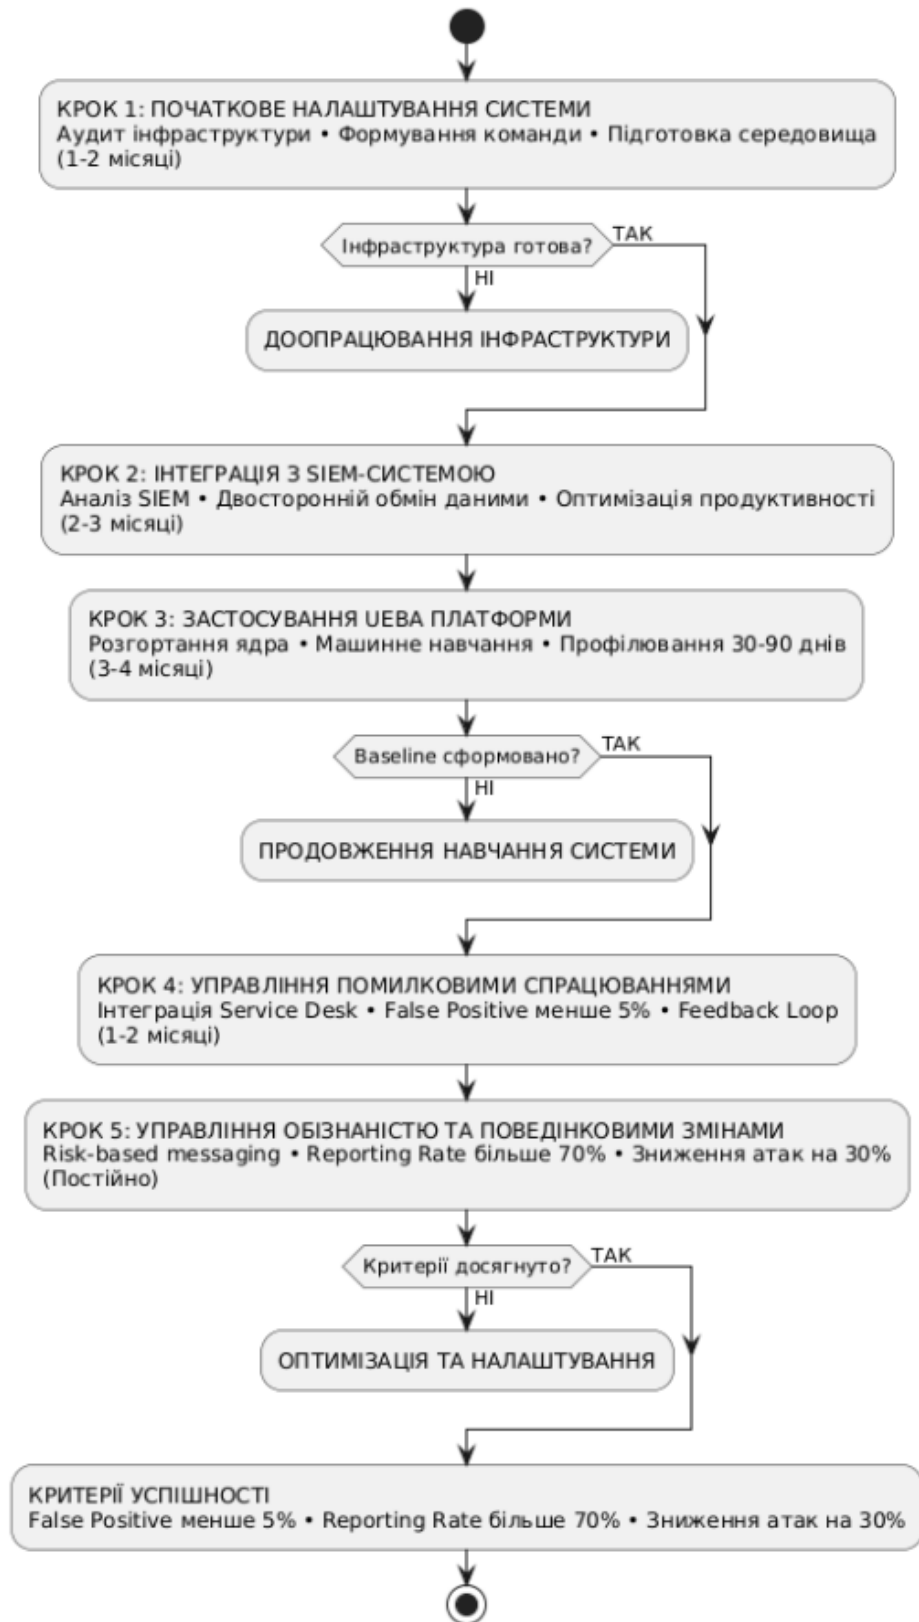 КРОК 1: ПОЧАТКОВЕ НАЛАШТУВАННЯ СИСТЕМИ
Аудит інфраструктури • Формування команди • Підготовка середовища
(1-2 місяці)
Інфраструктура готова?
ТАК
НІ
ДООПРАЦЮВАННЯ ІНФРАСТРУКТУРИ
КРОК 2: ІНТЕГРАЦІЯ З SIEM-СИСТЕМОЮ
Аналіз SIEM • Двосторонній обмін даними • Оптимізація продуктивності
(2-3 місяці)
КРОК 3: ЗАСТОСУВАННЯ UEBA ПЛАТФОРМИ
Розгортання ядра • Машинне навчання • Профілювання 30-90 днів
(3-4 місяці)
Baseline сформовано?
ТАК
НІ
ПРОДОВЖЕННЯ НАВЧАННЯ СИСТЕМИ
КРОК 4: УПРАВЛІННЯ ПОМИЛКОВИМИ СПРАЦЮВАННЯМИ
Інтеграція Service Desk • False Positive менше 5% • Feedback Loop
(1-2 місяці)
КРОК 5: УПРАВЛІННЯ ОБІЗНАНІСТЮ ТА ПОВЕДІНКОВИМИ ЗМІНАМИ
Risk-based messaging • Reporting Rate більше 70% • Зниження атак на 30%
(Постійно)
Критерії досягнуто?
ТАК
НІ
ОПТИМІЗАЦІЯ ТА НАЛАШТУВАННЯ
КРИТЕРІЇ УСПІШНОСТІ
False Positive менше 5% • Reporting Rate більше 70% • Зниження атак на 30%